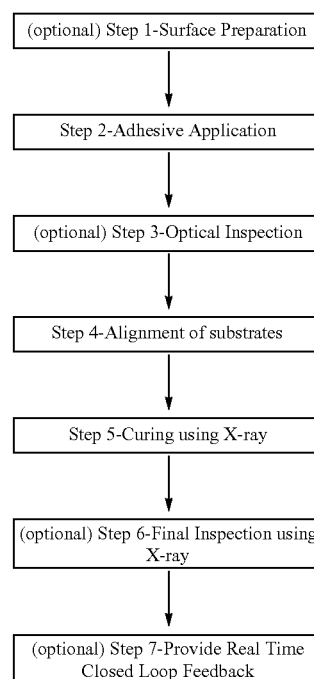 (optional) Step 1-Surface Preparation
Step 2-Adhesive Application
(optional) Step 3-Optical Inspection
Step 4-Alignment of substrates
Step 5-Curing using X-ray
(optional) Step 6-Final Inspection using
X-ray
(optional) Step 7-Provide Real Time
Closed Loop Feedback